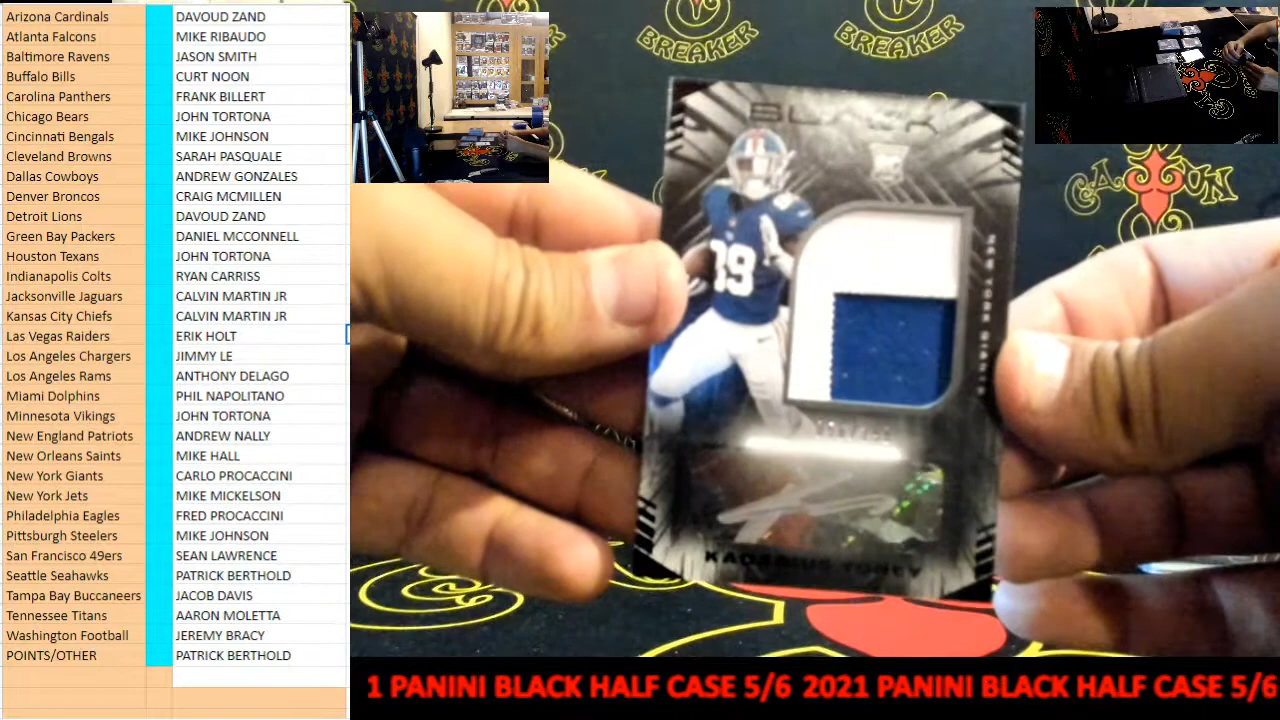 Arizona Cardinals DAVOUD ZAND
Atlanta Falcons MIKE RIBAUDO
Baltimore Ravens JASON SMITH
Buffalo Bills CURT NOON
Carolina Panthers FRANK BILLERT
Chicago Bears JOHN TORTONA
Cincinnati Bengals MIKE JOHNSON
Cleveland Browns SARAH PASQUALE
Dallas Cowboys ANDREW GONZALES
Denver Broncos CRAIG MCMILLEN
Detroit Lions DAVOUD ZAND
Green Bay Packers DANIEL MCCONNELL
Houston Texans JOHN TORTONA
Indianapolis Colts RYAN CARRISS
Jacksonville Jaguars CALVIN MARTIN JR
Kansas City Chiefs CALVIN MARTIN JR
Las Vegas Raiders ERIK HOLT
Los Angeles Chargers JIMMY LE
Los Angeles Rams ANTHONY DELAGO
Miami Dolphins PHIL NAPOLITANO
Minnesota Vikings JOHN TORTONA
New England Patriots ANDREW NALLY
New Orleans Saints MIKE HALL
New York Giants CARLO PROCACCINI
New York Jets MIKE MICKELSON
Philadelphia Eagles FRED PROCACCINI
Pittsburgh Steelers MIKE JOHNSON
San Francisco 49ers SEAN LAWRENCE
Seattle Seahawks PATRICK BERTHOLD
Tampa Bay Buccaneers JACOB DAVIS
Tennessee Titans AARON MOLETTA
Washington Football JEREMY BRACY
POINTS/OTHER PATRICK BERTHOLD
BREAKER
BREAKER
CAJUN
BLACK
89
NEW YORK GIANTS
KADARIUS TONEY
1 PANINI BLACK HALF CASE 5/6 2021 PANINI BLACK HALF CASE 5/6